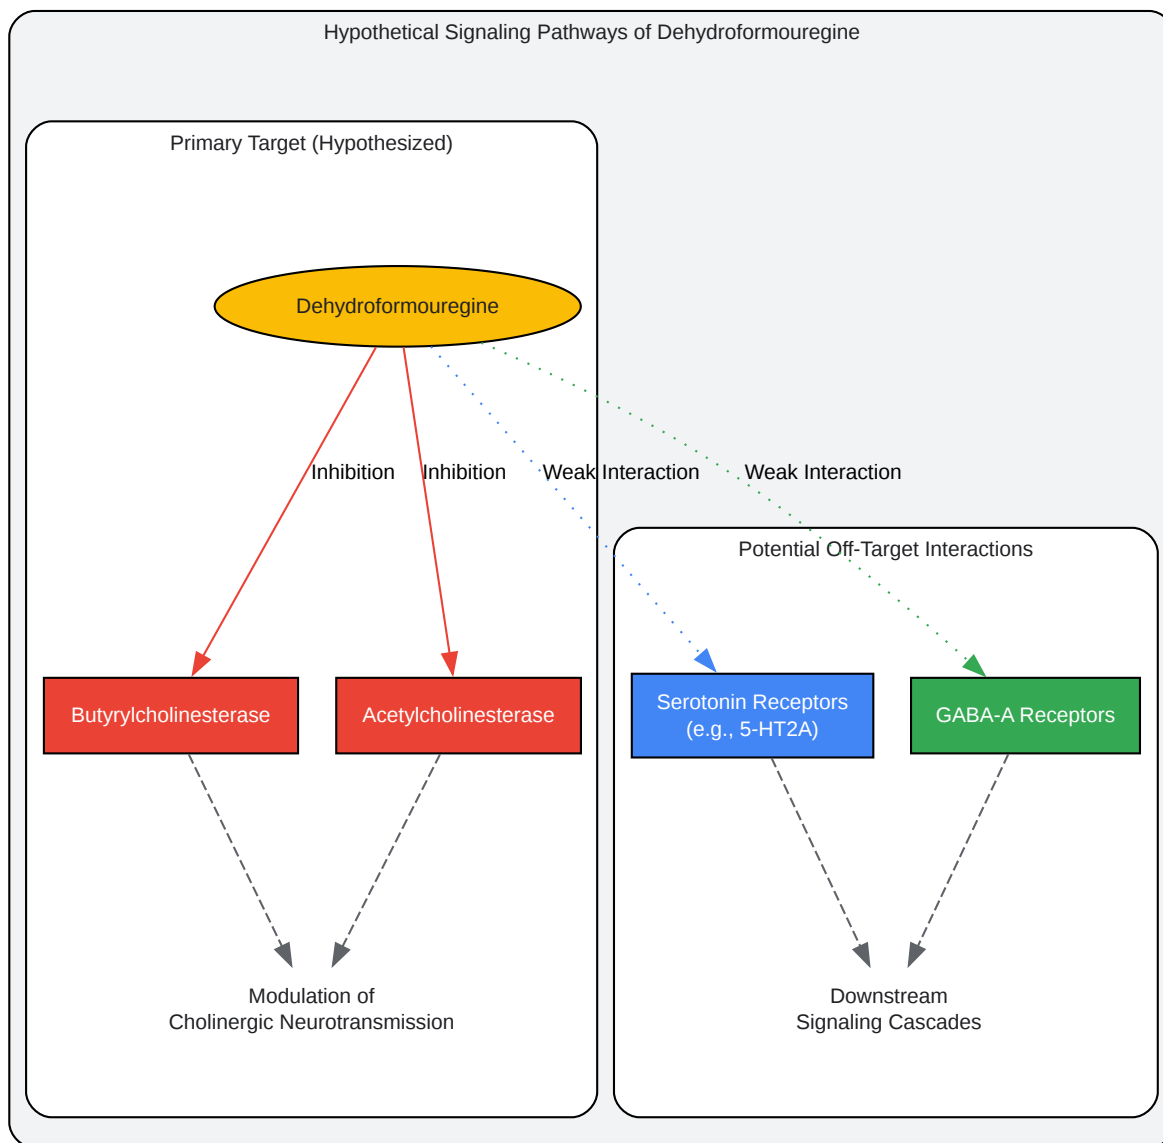 Hypothetical Signaling Pathways of Dehydroformouregine
Primary Target (Hypothesized)
Dehydroformouregine
Inhibition
Inhibition
Weak Interaction
Weak Interaction
Potential Off-Target Interactions
Butyrylcholinesterase
Acetylcholinesterase
Serotonin Receptors
(e.g., 5-HT2A)
GABA-A Receptors
Modulation of
Cholinergic Neurotransmission
Downstream
Signaling Cascades